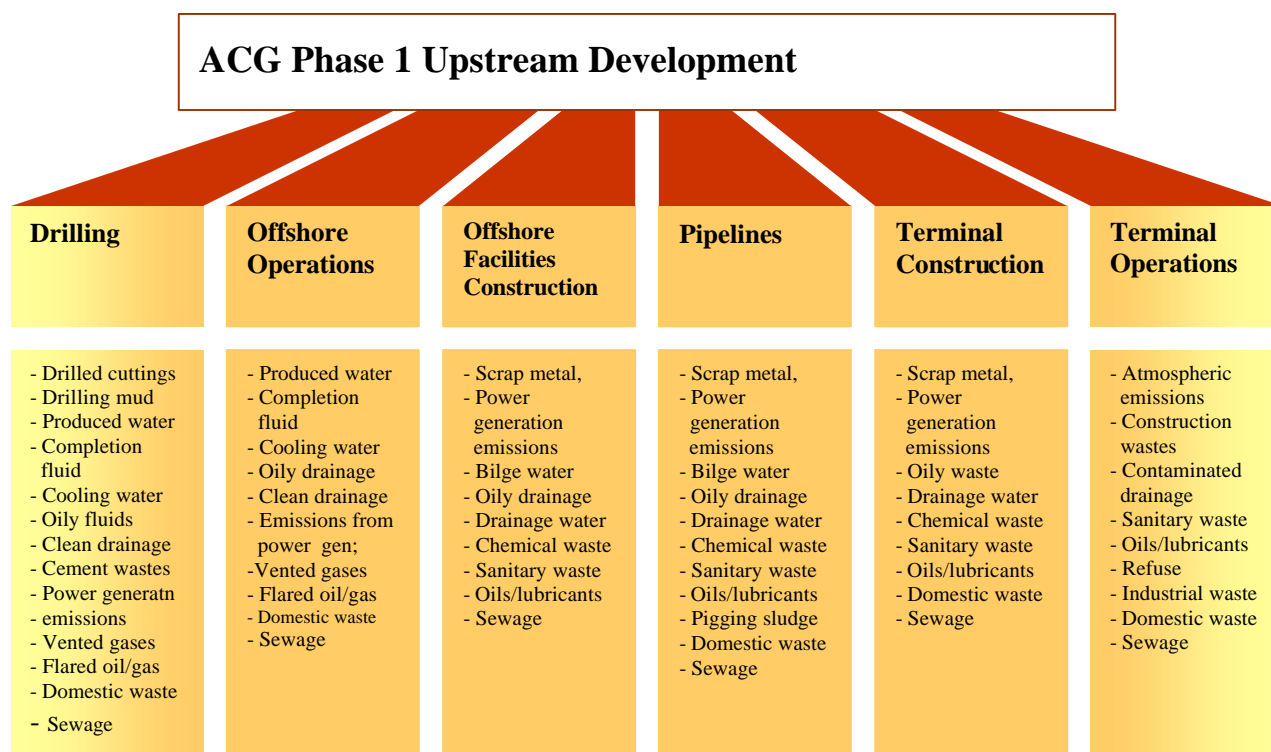 ACG Phase 1 Upstream Development
Drilling
- Drilled cuttings
- Drilling mud
- Produced water
- Completion
fluid
- Cooling water
- Oily fluids
- Clean drainage
- Cement wastes
- Power generatn
- emissions
- Vented gases
- Flared oil/gas
- Domestic waste
- Sewage
Offshore
Operations
- Produced water
- Completion
fluid
- Cooling water
- Oily drainage
- Clean drainage
- Emissions from
power gen;
-Vented gases
- Flared oil/gas
- Domestic waste
- Sewage
Offshore
Facilities
Construction
- Scrap metal,
- Power
generation
emissions
- Bilge water
- Oily drainage
- Drainage water
- Chemical waste
- Sanitary waste
- Oils/lubricants
- Sewage
Pipelines
- Scrap metal,
- Power
generation
emissions
- Bilge water
- Oily drainage
- Drainage water
- Chemical waste
- Sanitary waste
- Oils/lubricants
- Pigging sludge
- Domestic waste
- Sewage
Terminal
Construction
- Scrap metal,
- Power
generation
emissions
- Oily waste
- Drainage water
- Chemical waste
- Sanitary waste
- Oils/lubricants
- Domestic waste
- Sewage
Terminal
Operations
- Atmospheric
emissions
- Construction
wastes
- Contaminated
drainage
- Sanitary waste
- Oils/lubricants
- Refuse
- Industrial waste
- Domestic waste
- Sewage